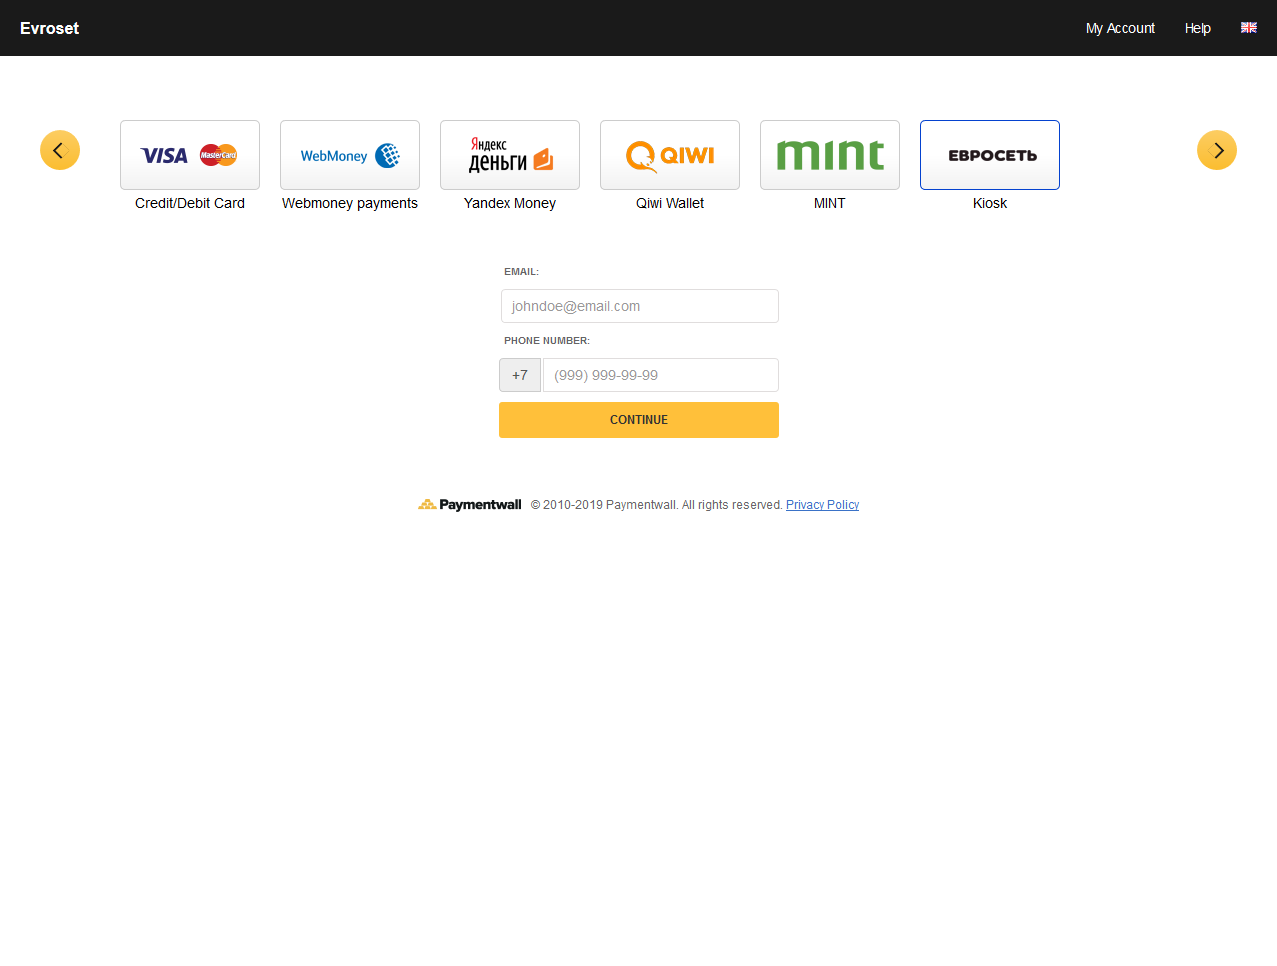 Evroset
My Account
Help
VISA
MasterCard
WebMoney
Яндекс
деньги
QIWI
mint
ЕВРОСЕТЬ
Credit/Debit Card
Webmoney payments
Yandex Money
Qiwi Wallet
MINT
Kiosk
EMAIL:
johndoe@email.com
PHONE NUMBER:
+7
(999) 999-99-99
CONTINUE
Paymentwall © 2010-2019 Paymentwall. All rights reserved. Privacy Policy